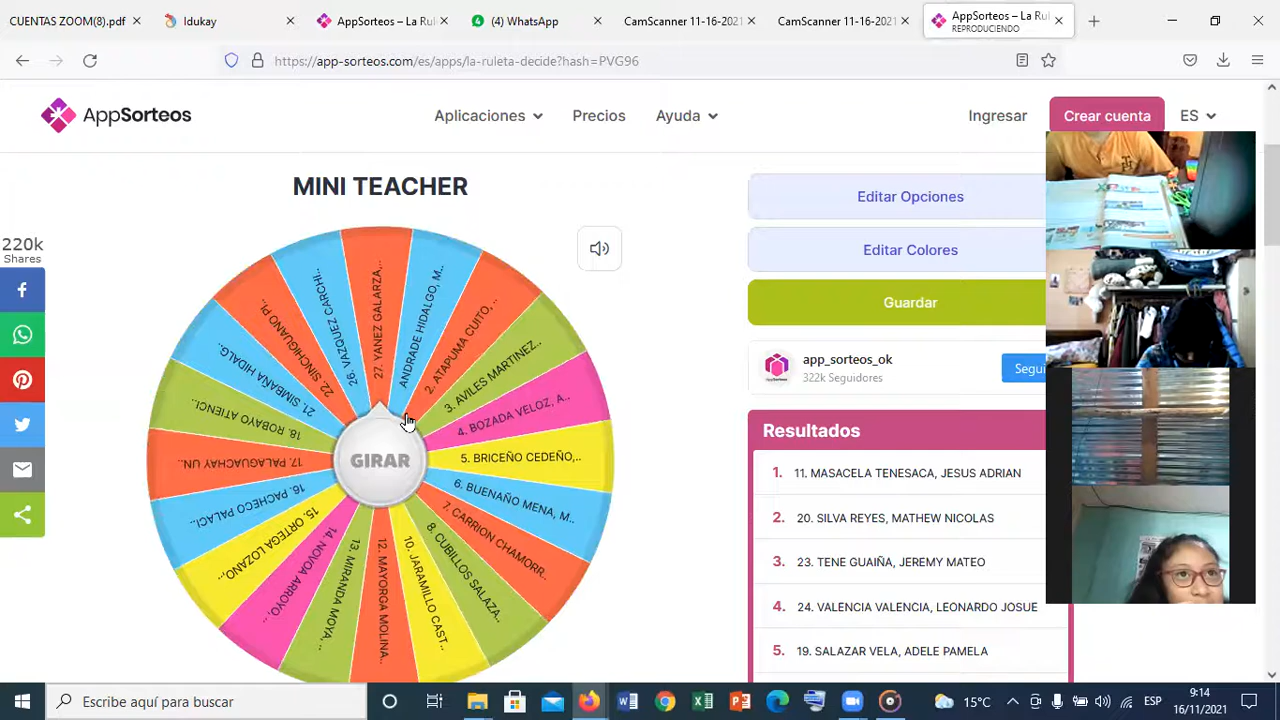 CUENTAS ZOOM(8).pdf
Idukay
AppSorteos – La Rul
(4) WhatsApp
CamScanner 11-16-2021
CamScanner 11-16-2021
AppSorteos – La Rul
REPRODUCIENDO
https://app-sorteos.com/es/apps/la-ruleta-decide?hash=PVG96
AppSorteos
Aplicaciones
Precios
Ayuda
Ingresar
Crear cuenta
ES
MINI TEACHER
220k
Shares
27. YANEZ GALARZA,..
ANDRADE HIDALGO, M..
2. ATAPUMA CUITO,..
3. AVILES MARTINEZ..
4. BOZADA VELOZ, A..
5. BRICEÑO CEDEÑO,..
6. BUENAÑO MENA, M..
7. CARRION CHAMORR..
8. CUBILLOS SALAZA..
10. JARAMILLO CAST..
12. MAYORGA MOLINA..
13. MIRANDA MOYA,..
14. NOVOA ARROYO,..
15. ORTEGA LOZANO,..
16. PACHECO PALACI..
17. PALAGUACHAY UN..
18. ROBAYO ATIENCI..
21. SIMBAÑA HIDALG..
22. SINCHIGUANO PI..
26. VAZQUEZ CARCHI..
GIRAR
Editar Opciones
Editar Colores
Guardar
app_sorteos_ok
322k Seguidores
Segui
Resultados
1. 11. MASACELA TENESACA, JESUS ADRIAN
2. 20. SILVA REYES, MATHEW NICOLAS
3. 23. TENE GUAIÑA, JEREMY MATEO
4. 24. VALENCIA VALENCIA, LEONARDO JOSUE
5. 19. SALAZAR VELA, ADELE PAMELA
Escribe aquí para buscar
15°C
ESP
9:14
16/11/2021